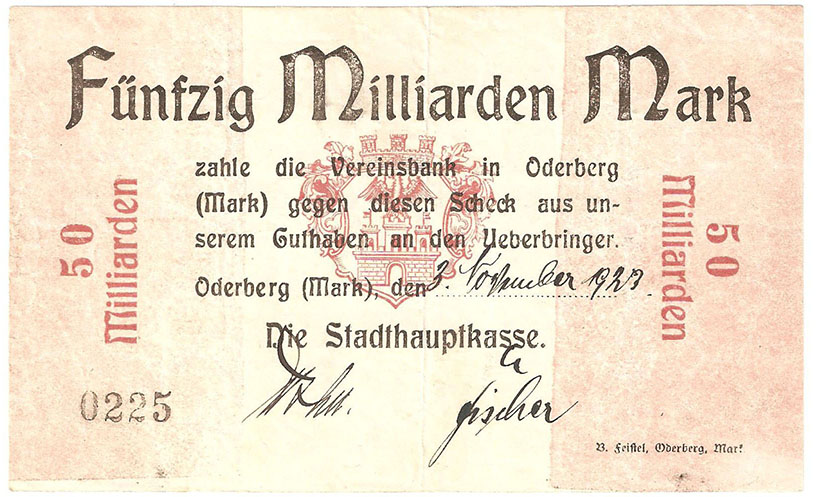 Fünfzig Milliarden Mark
zahle die Vereinsbank in Oderberg
(Mark) gegen diesen Scheck aus un-
serem Guthaben an den Ueberbringer.
Oderberg (Mark), den 3. November 1923
Die Stadthauptkasse.
50 Milliarden
50 Milliarden
0225
Fischer
B. Feistel, Oderberg, Mark